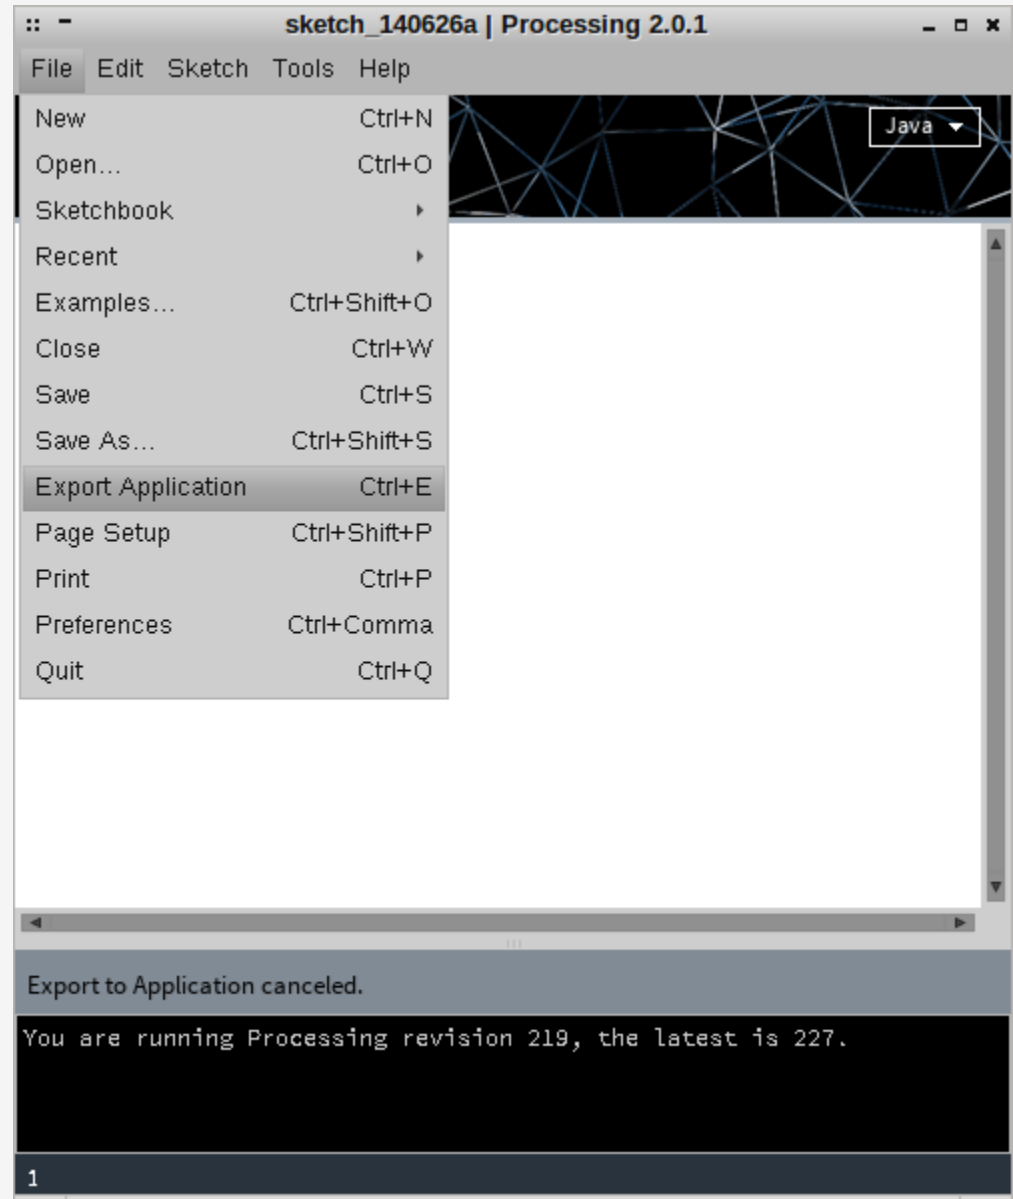 sketch_140626a | Processing 2.0.1
File Edit Sketch Tools Help
New Ctrl+N
Java
Open... Ctrl+O
Sketchbook
Recent
Examples... Ctrl+Shift+O
Close Ctrl+W
Save Ctrl+S
Save As... Ctrl+Shift+S
Export Application Ctrl+E
Page Setup Ctrl+Shift+P
Print Ctrl+P
Preferences Ctrl+Comma
Quit Ctrl+Q
Export to Application canceled.
You are running Processing revision 219, the latest is 227.
1